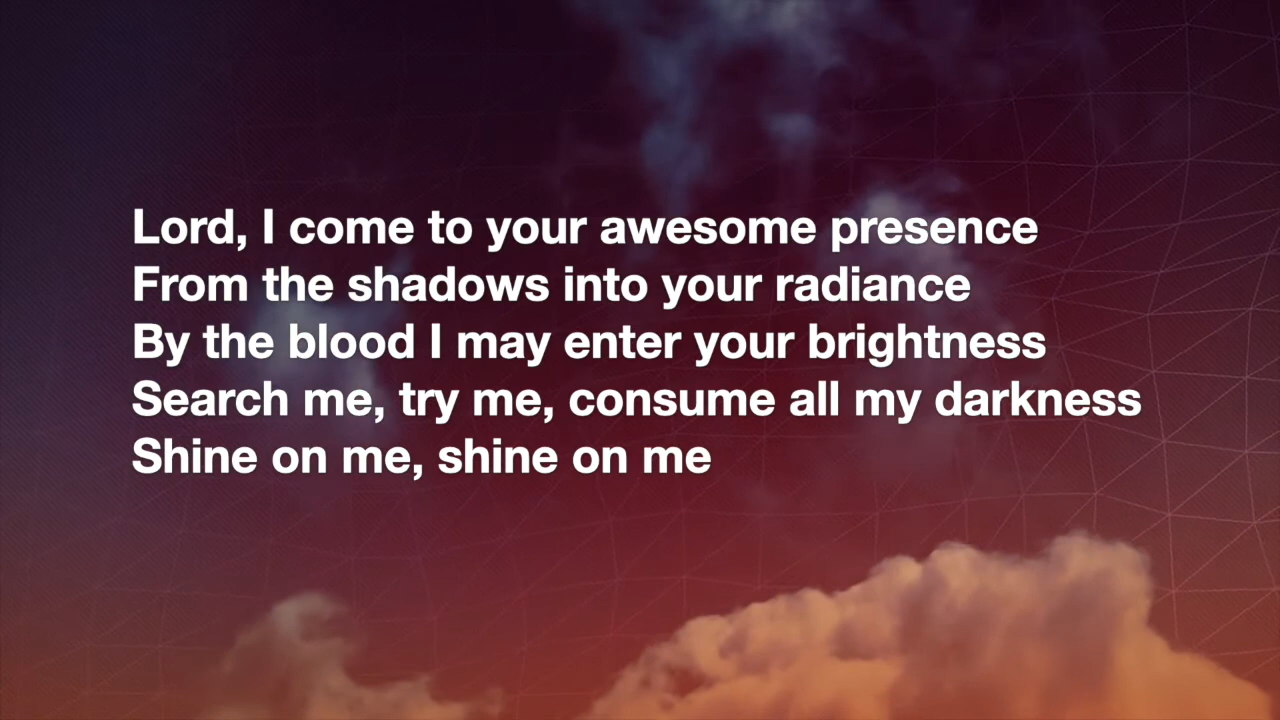 Lord, I come to your awesome presence
From the shadows into your radiance
By the blood I may enter your brightness
Search me, try me, consume all my darkness
Shine on me, shine on me